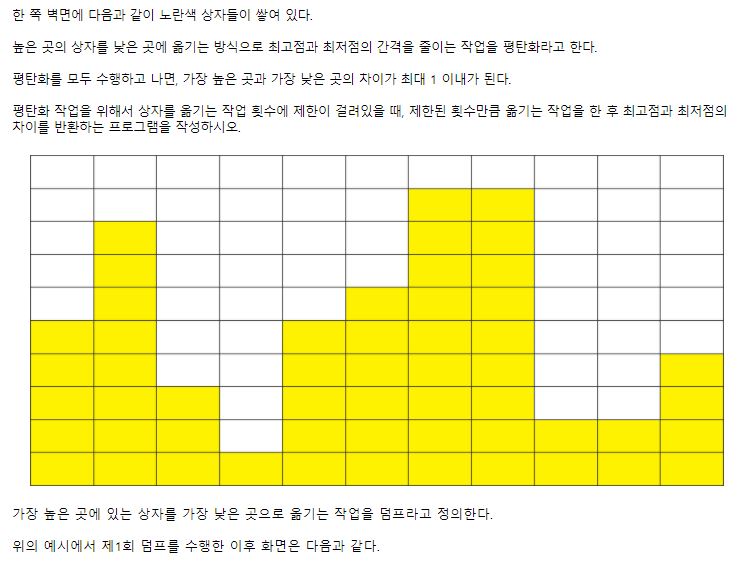 한 쪽 벽면에 다음과 같이 노란색 상자들이 쌓여 있다.
높은 곳의 상자를 낮은 곳에 옮기는 방식으로 최고점과 최저점의 간격을 줄이는 작업을 평탄화라고 한다.
평탄화를 모두 수행하고 나면, 가장 높은 곳과 가장 낮은 곳의 차이가 최대 1 이내가 된다.
평탄화 작업을 위해서 상자를 옮기는 작업 횟수에 제한이 걸려있을 때, 제한된 횟수만큼 옮기는 작업을 한 후 최고점과 최저점의
차이를 반환하는 프로그램을 작성하시오.
가장 높은 곳에 있는 상자를 가장 낮은 곳으로 옮기는 작업을 덤프라고 정의한다.
위의 예시에서 제1회 덤프를 수행한 이후 화면은 다음과 같다.